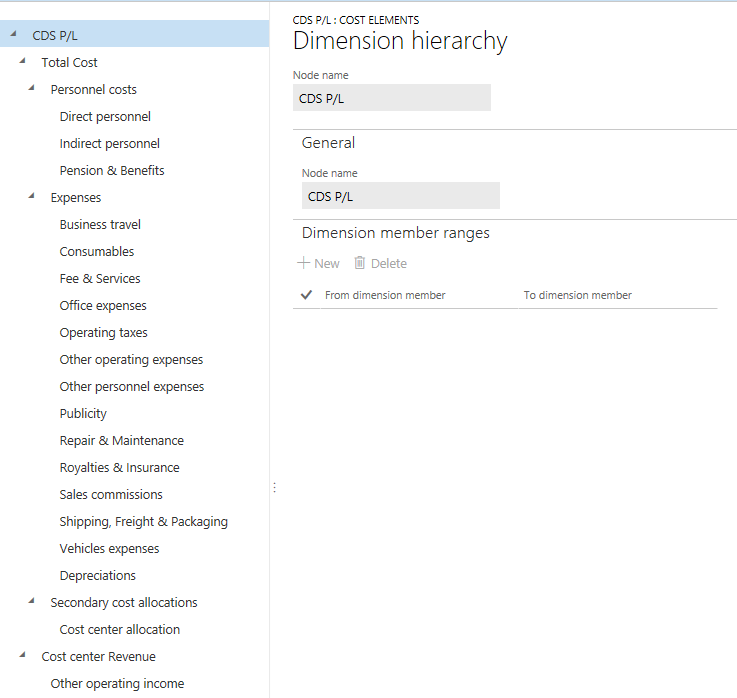 CDS P/L
Total Cost
Personnel costs
Direct personnel
Indirect personnel
Pension & Benefits
Expenses
Business travel
Consumables
Fee & Services
Office expenses
Operating taxes
Other operating expenses
Other personnel expenses
Publicity
Repair & Maintenance
Royalties & Insurance
Sales commissions
Shipping, Freight & Packaging
Vehicles expenses
Depreciations
Secondary cost allocations
Cost center allocation
Cost center Revenue
Other operating income
CDS P/L : COST ELEMENTS
Dimension hierarchy
Node name
CDS P/L
General
Node name
CDS P/L
Dimension member ranges
New Delete
From dimension member To dimension member